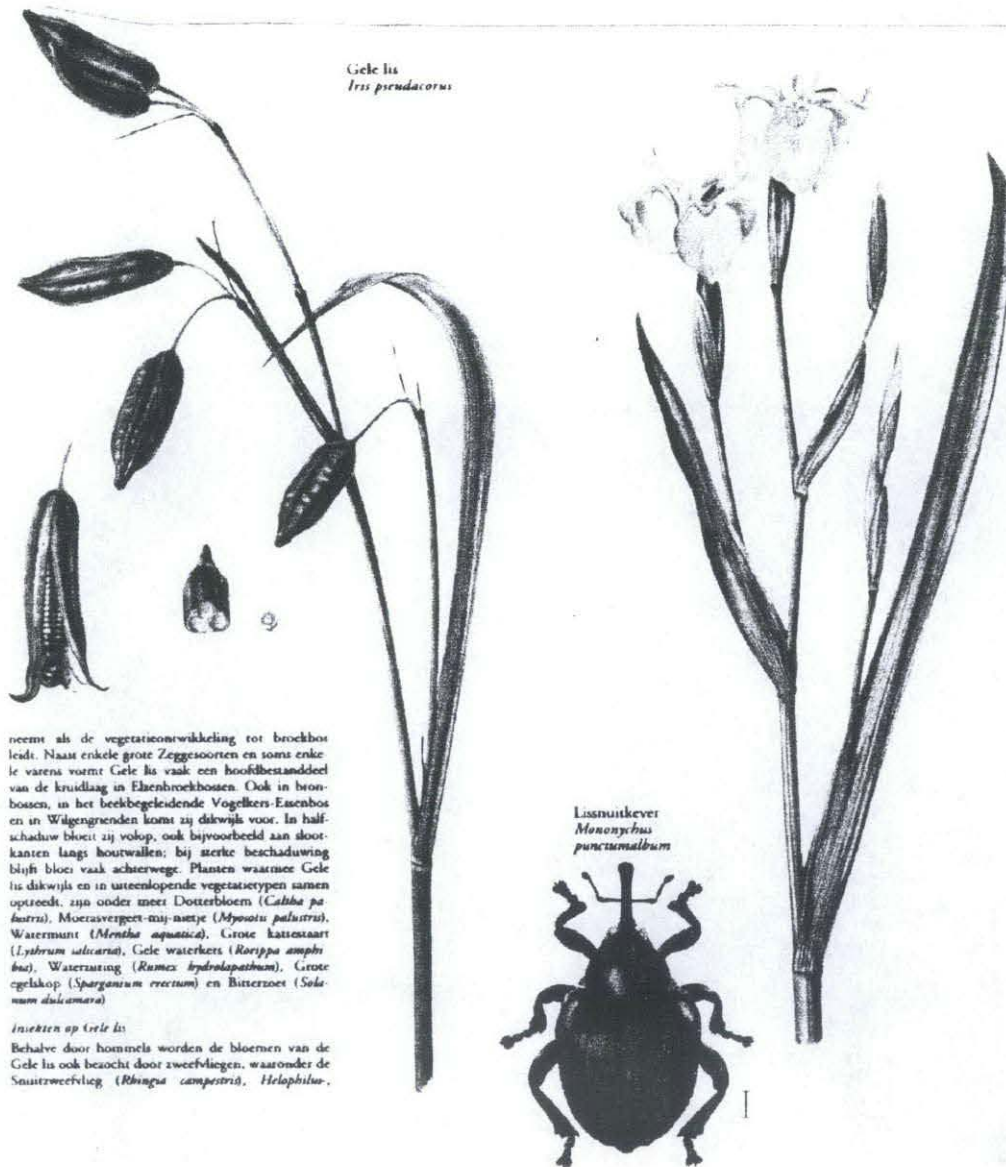 Gele lis
Iris pseudacorus
neemt als de vegetatieontwikkeling tot broekbos
leidt. Naast enkele grote Zeggesoorten en soms enke-
le varens vormt Gele lis vaak een hoofdbestanddeel
van de kruidlaag in Elzenbroekbossen. Ook in bron-
bossen, in het beekbegeleidende Vogelkers-Essenbos
en in Wilgengrienden komt zij dikwijls voor. In half-
schaduw bloeit zij volop, ook bijvoorbeeld aan sloot-
kanten langs houtwallen; bij sterke beschaduwing
blijft bloei vaak achterwege. Planten waarmee Gele
lis dikwijls en in uiteenlopende vegetatietypen samen
optreedt, zijn onder meer Dotterbloem (Caltha pa-
lustris), Moerasvergeet-mij-nietje (Myosotis palustris),
Watermunt (Mentha aquatica), Grote kattestaart
(Lythrum salicaria), Gele waterkers (Rorippa amphi-
bia), Waterzuring (Rumex hydrolapathum), Grote
egelskop (Sparganium erectum) en Bitterzoet (Sola-
num dulcamara)
Insekten op Gele lis
Behalve door hommels worden de bloemen van de
Gele lis ook bezocht door zweefvliegen, waaronder de
Snuitzweefvlieg (Rhingia campestris), Helophilus-,
Lissnuitkever
Mononychus
punctumalbum